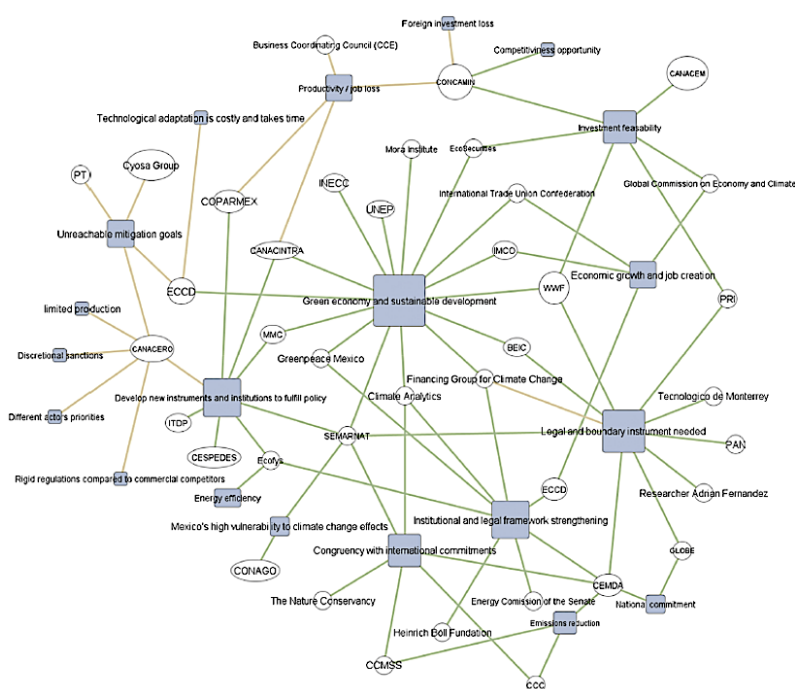 Foreign investment loss
Business Coordinating Council (CCE)
Competitiviness opportunity
CANACEM
CONCAMIN
Productivity / job loss
Technological adaptation is costly and takes time
Investment feasability
Mora Institute
EcoSecurities
PT
Cyosa Group
INECC
International Trade Union Confederation
Global Commission on Economy and Climate
COPARMEX
UNEP
Unreachable mitigation goals
CANACINTRA
IMCO
Economic growth and job creation
ECCD
WWF
Green economy and sustainable development
PRI
limited production
MMC
BEIC
CANACERO
Discretional sanctions
Greenpeace Mexico
Financing Group for Climate Change
Develop new instruments and institutions to fulfill policy
Climate Analytics
Tecnologico de Monterrey
Different actors priorities
ITDP
SEMARNAT
Legal and boundary instrument needed
PAN
CESPEDES
Ecofys
Rigid regulations compared to commercial competitors
ECCD
Researcher Adrian Fernandez
Energy efficiency
Mexico's high vulnerability to climate change effects
Institutional and legal framework strengthening
Congruency with international commitments
GLOBE
CONAGO
CEMDA
The Nature Conservancy
Energy Comission of the Senate
National commitment
Heinrich Böll Fundation
Emissions reduction
CCMSS
CCC